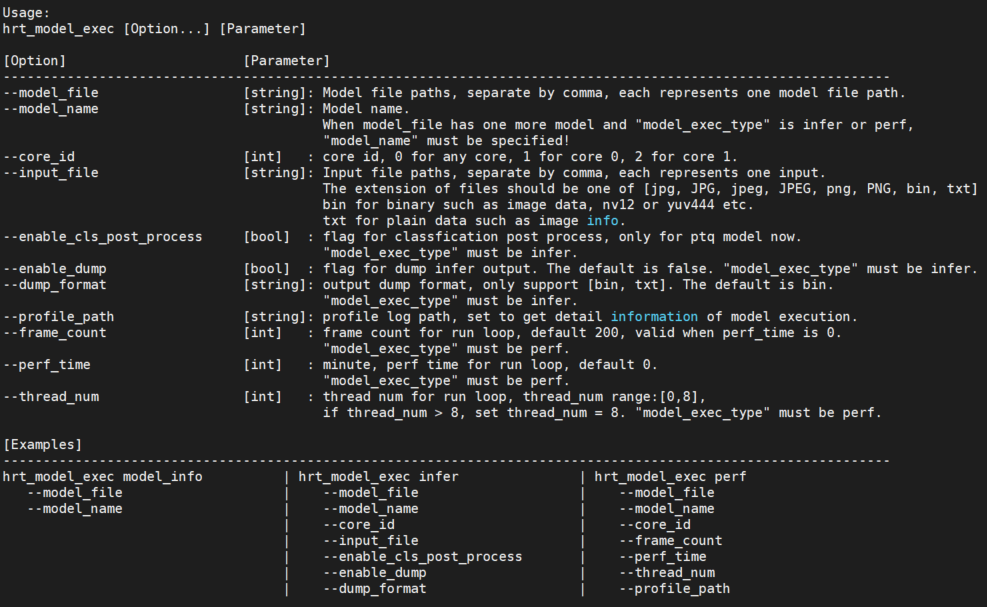 Usage:
hrt_model_exec [Option...] [Parameter]
[Option]                      [Parameter]
---------------------------------------------------------------------------------------------------------------
--model_file                  [string]: Model file paths, separate by comma, each represents one model file path.
--model_name                  [string]: Model name.
                                        When model_file has one more model and "model_exec_type" is infer or perf,
                                        "model_name" must be specified!
--core_id                     [int]   : core id, 0 for any core, 1 for core 0, 2 for core 1.
--input_file                  [string]: Input file paths, separate by comma, each represents one input.
                                        The extension of files should be one of [jpg, JPG, jpeg, JPEG, png, PNG, bin, txt]
                                        bin for binary such as image data, nv12 or yuv444 etc.
                                        txt for plain data such as image info.
--enable_cls_post_process     [bool]  : flag for classfication post process, only for ptq model now.
                                        "model_exec_type" must be infer.
--enable_dump                 [bool]  : flag for dump infer output. The default is false. "model_exec_type" must be infer.
--dump_format                 [string]: output dump format, only support [bin, txt]. The default is bin.
                                        "model_exec_type" must be infer.
--profile_path                [string]: profile log path, set to get detail information of model execution.
--frame_count                 [int]   : frame count for run loop, default 200, valid when perf_time is 0.
                                        "model_exec_type" must be perf.
--perf_time                   [int]   : minute, perf time for run loop, default 0.
                                        "model_exec_type" must be perf.
--thread_num                  [int]   : thread num for run loop, thread_num range:[0,8],
                                        if thread_num > 8, set thread_num = 8. "model_exec_type" must be perf.
[Examples]
---------------------------------------------------------------------------------------------------------------
hrt_model_exec model_info          | hrt_model_exec infer               | hrt_model_exec perf
   --model_file                    |    --model_file                    |    --model_file
   --model_name                    |    --model_name                    |    --model_name
                                   |    --core_id                       |    --core_id
                                   |    --input_file                    |    --frame_count
                                   |    --enable_cls_post_process       |    --perf_time
                                   |    --enable_dump                   |    --thread_num
                                   |    --dump_format                   |    --profile_path